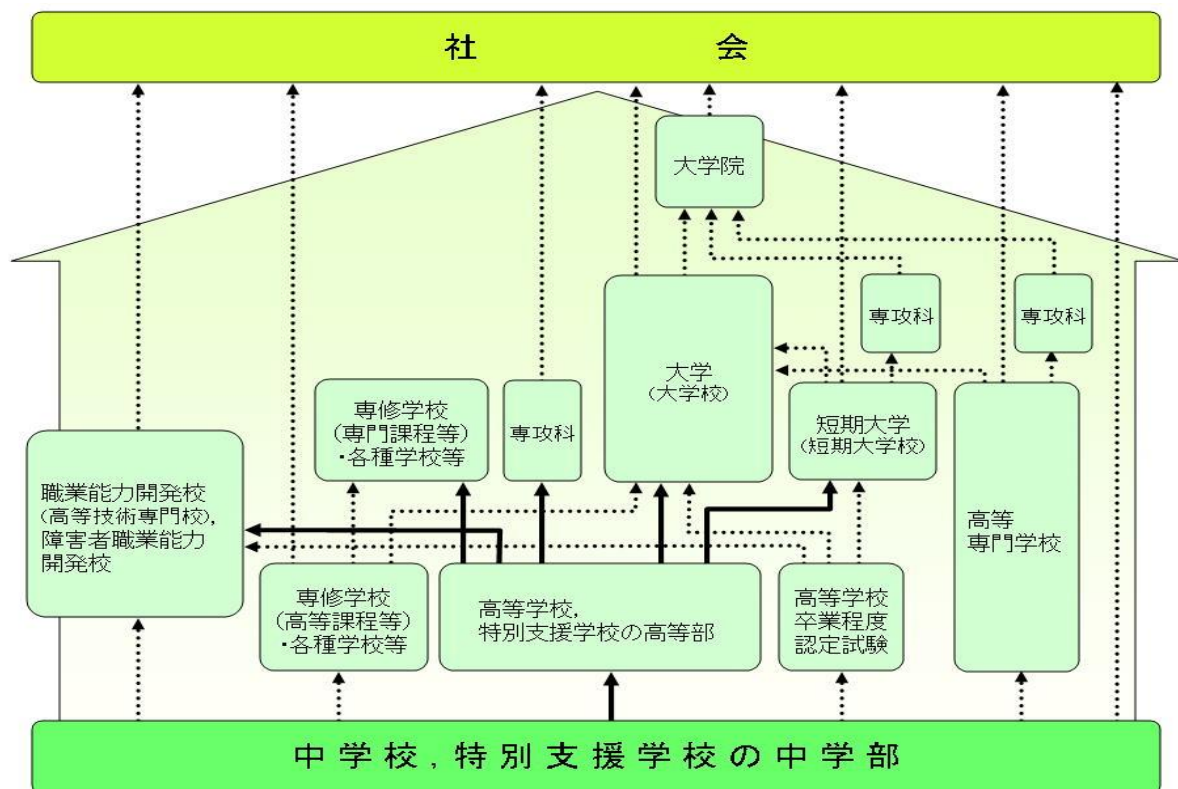 社会
大学院
専攻科
専攻科
大学
(大学校)
専修学校
(専門課程等)
・各種学校等
専攻科
短期大学
(短期大学校)
職業能力開発校
(高等技術専門校),
障害者職業能力
開発校
高等
専門学校
専修学校
(高等課程等)
・各種学校等
高等学校,
特別支援学校の高等部
高等学校
卒業程度
認定試験
中学校,特別支援学校の中学部